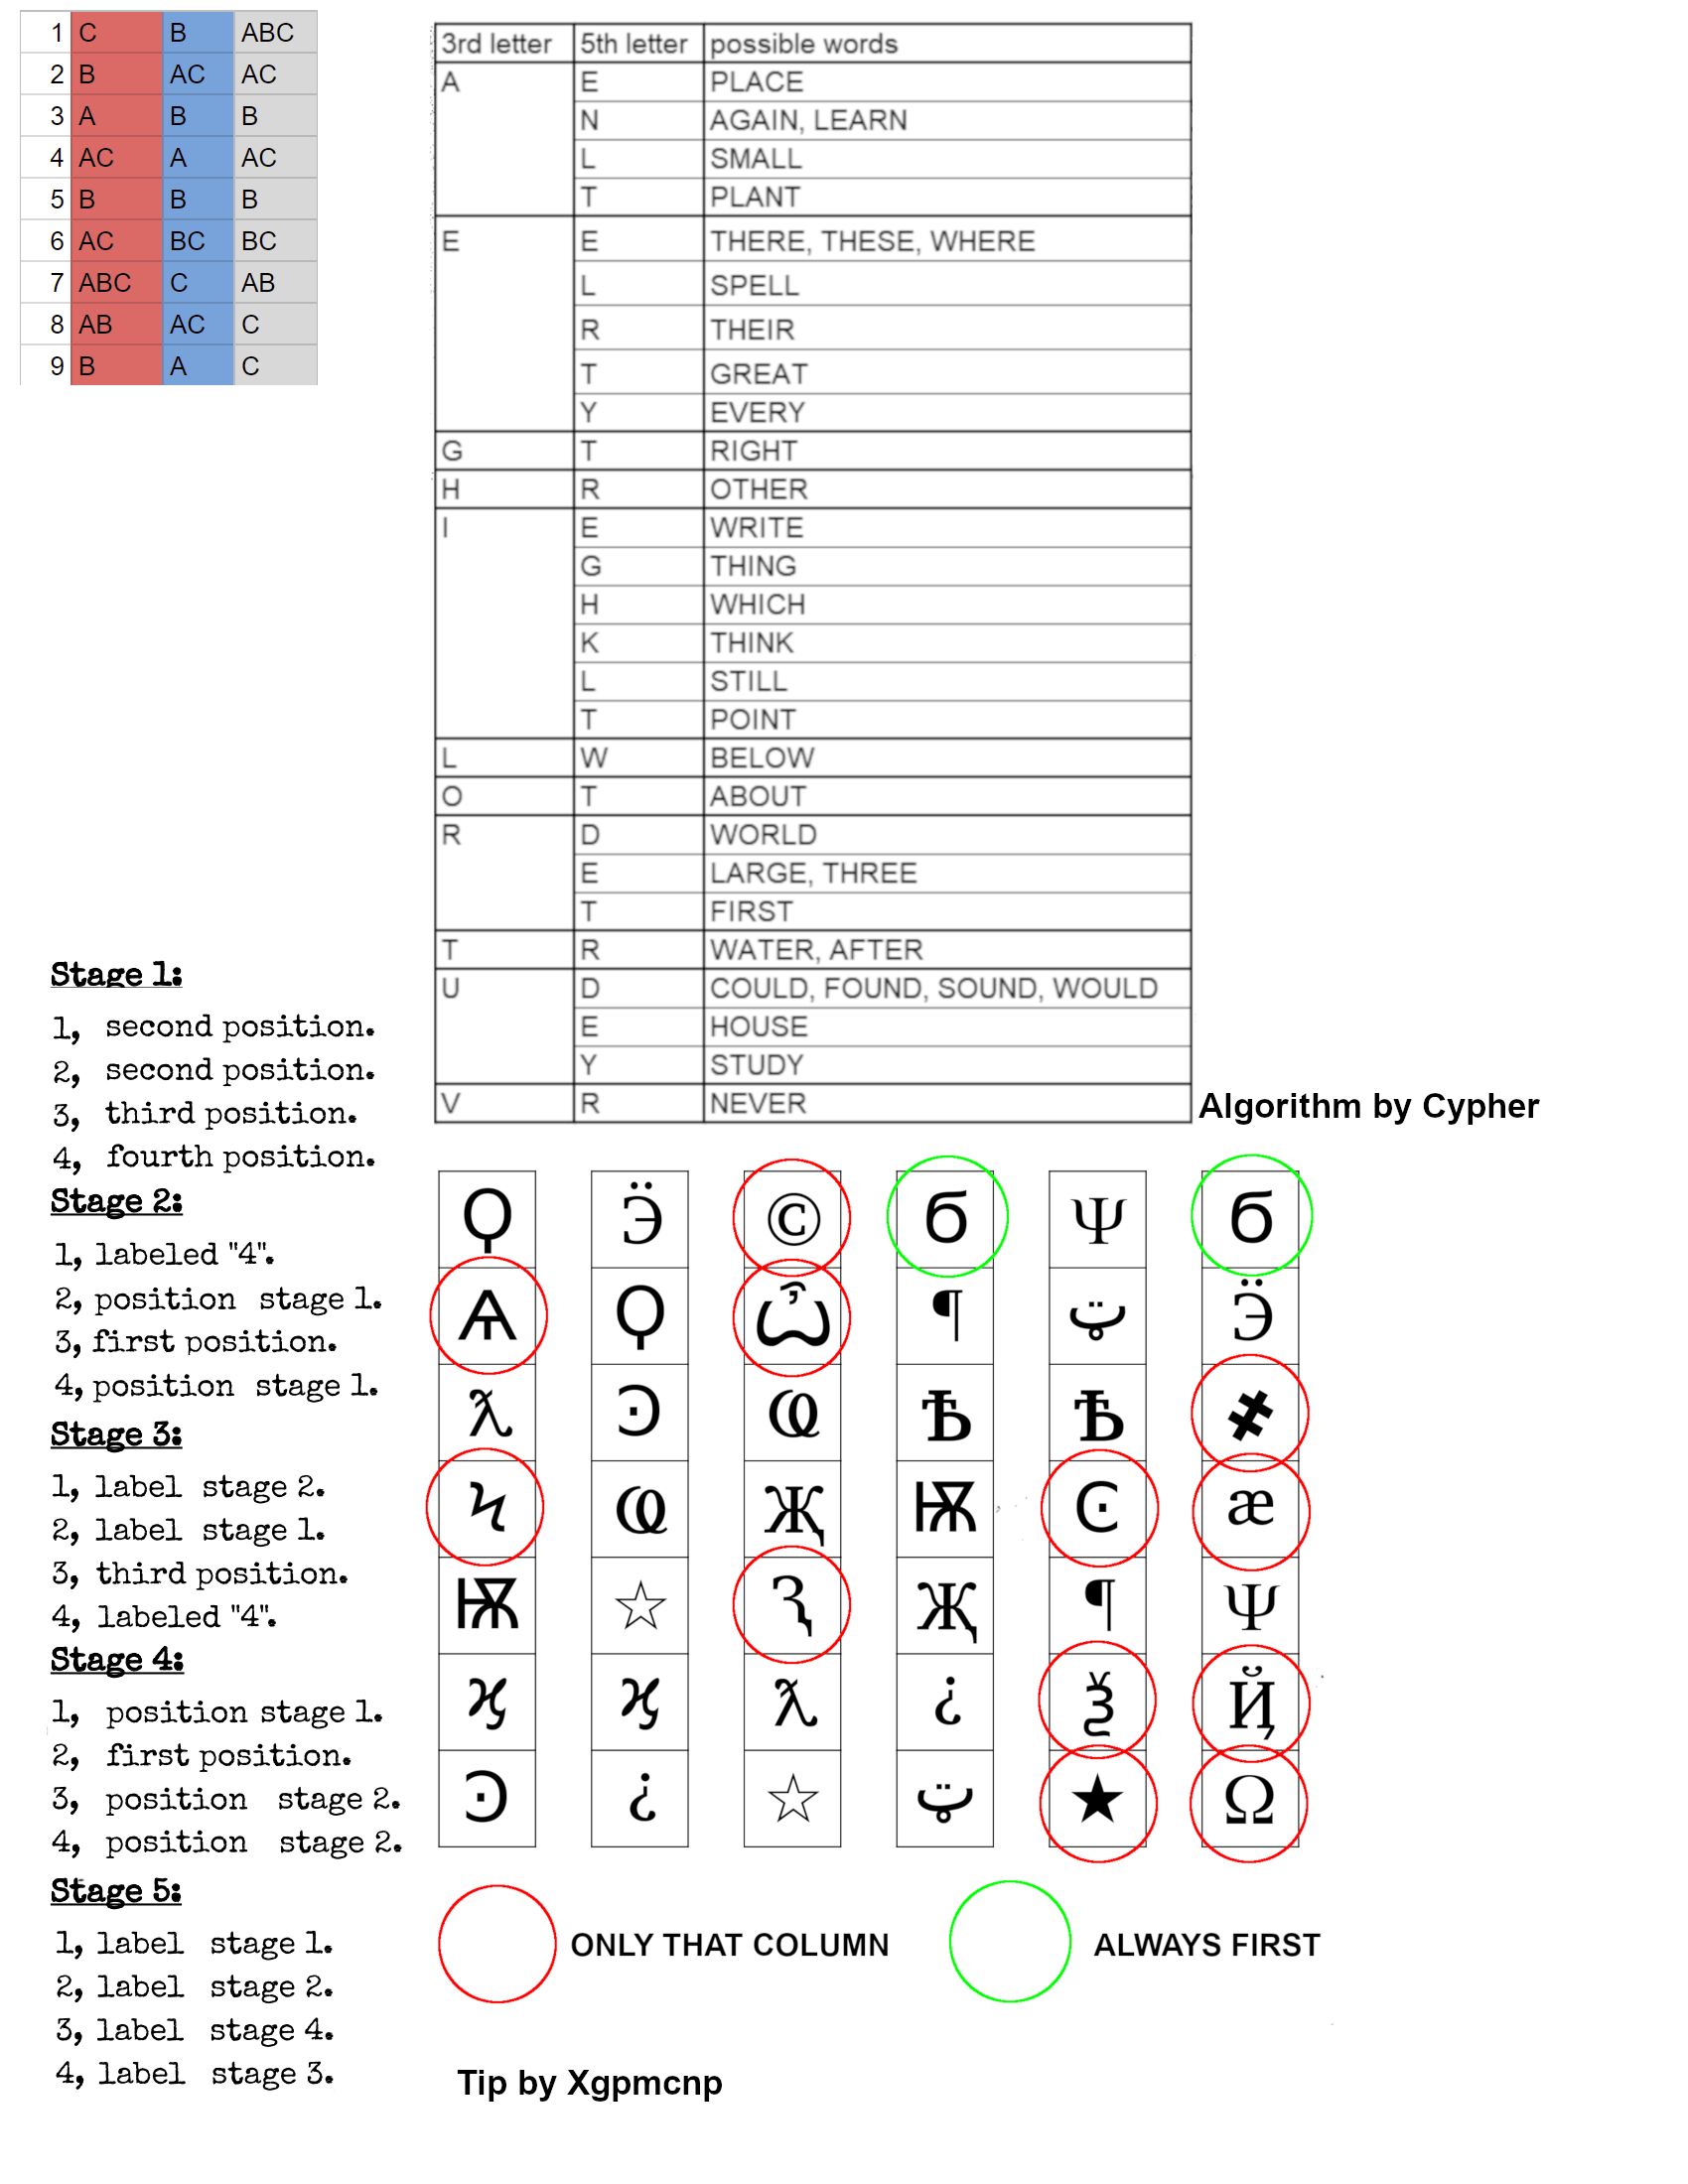 1 C B ABC
2 B AC AC
3 A B B
4 AC A AC
5 B B B
6 AC BC BC
7 ABC C AB
8 AB AC C
9 B A C
3rd letter 5th letter possible words
A E PLACE
N AGAIN, LEARN
L SMALL
T PLANT
E E THERE, THESE, WHERE
L SPELL
R THEIR
T GREAT
Y EVERY
G T RIGHT
H R OTHER
I E WRITE
G THING
H WHICH
K THINK
L STILL
T POINT
L W BELOW
O T ABOUT
R D WORLD
E LARGE, THREE
T FIRST
T R WATER, AFTER
U D COULD, FOUND, SOUND, WOULD
E HOUSE
Y STUDY
V R NEVER
Algorithm by Cypher
Stage 1:
1, second position.
2, second position.
3, third position.
4, fourth position.
Stage 2:
1, labeled "4".
2, position stage 1.
3, first position.
4, position stage 1.
Stage 3:
1, label stage 2.
2, label stage 1.
3, third position.
4, labeled "4".
Stage 4:
1, position stage 1.
2, first position.
3, position stage 2.
4, position stage 2.
Stage 5:
1, label stage 1.
2, label stage 2.
3, label stage 4.
4, label stage 3.
Ϙ Ӭ © Ϭ Ψ Ϭ
Ѧ Ϙ Ѽ ¶ ټ Ӭ
ƛ Ͽ Ҩ Ѣ Ѣ ҂
Ϟ Ҩ Җ Ѭ Ͼ æ
Ѭ ☆ Ԇ Җ ¶ Ψ
ϗ ϗ ƛ ¿ Ѯ Ҋ
Ͽ ¿ ☆ ټ ★ Ω
ONLY THAT COLUMN
ALWAYS FIRST
Tip by Xgpmcnp